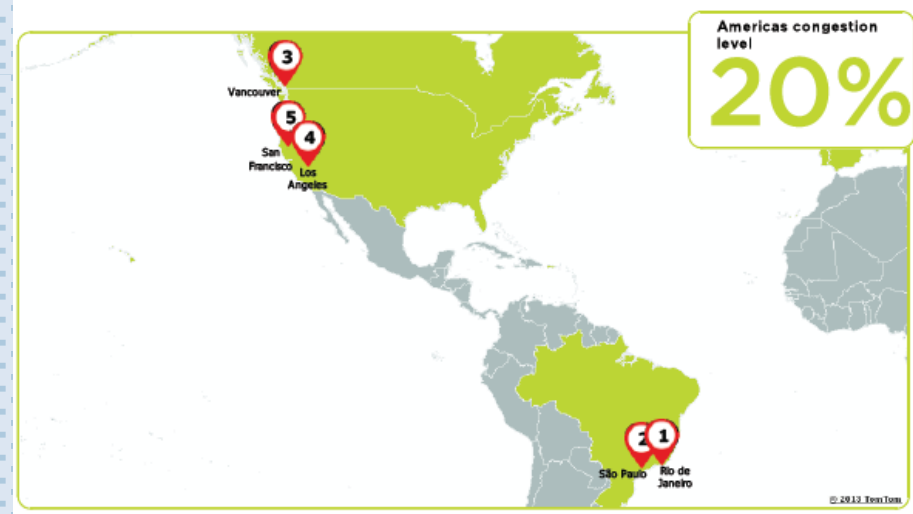 Americas congestion
level
20%
3
Vancouver
5
4
San
Francisco
Los
Angeles
2
1
São Paulo
Rio de
Janeiro
© 2013 TomTom